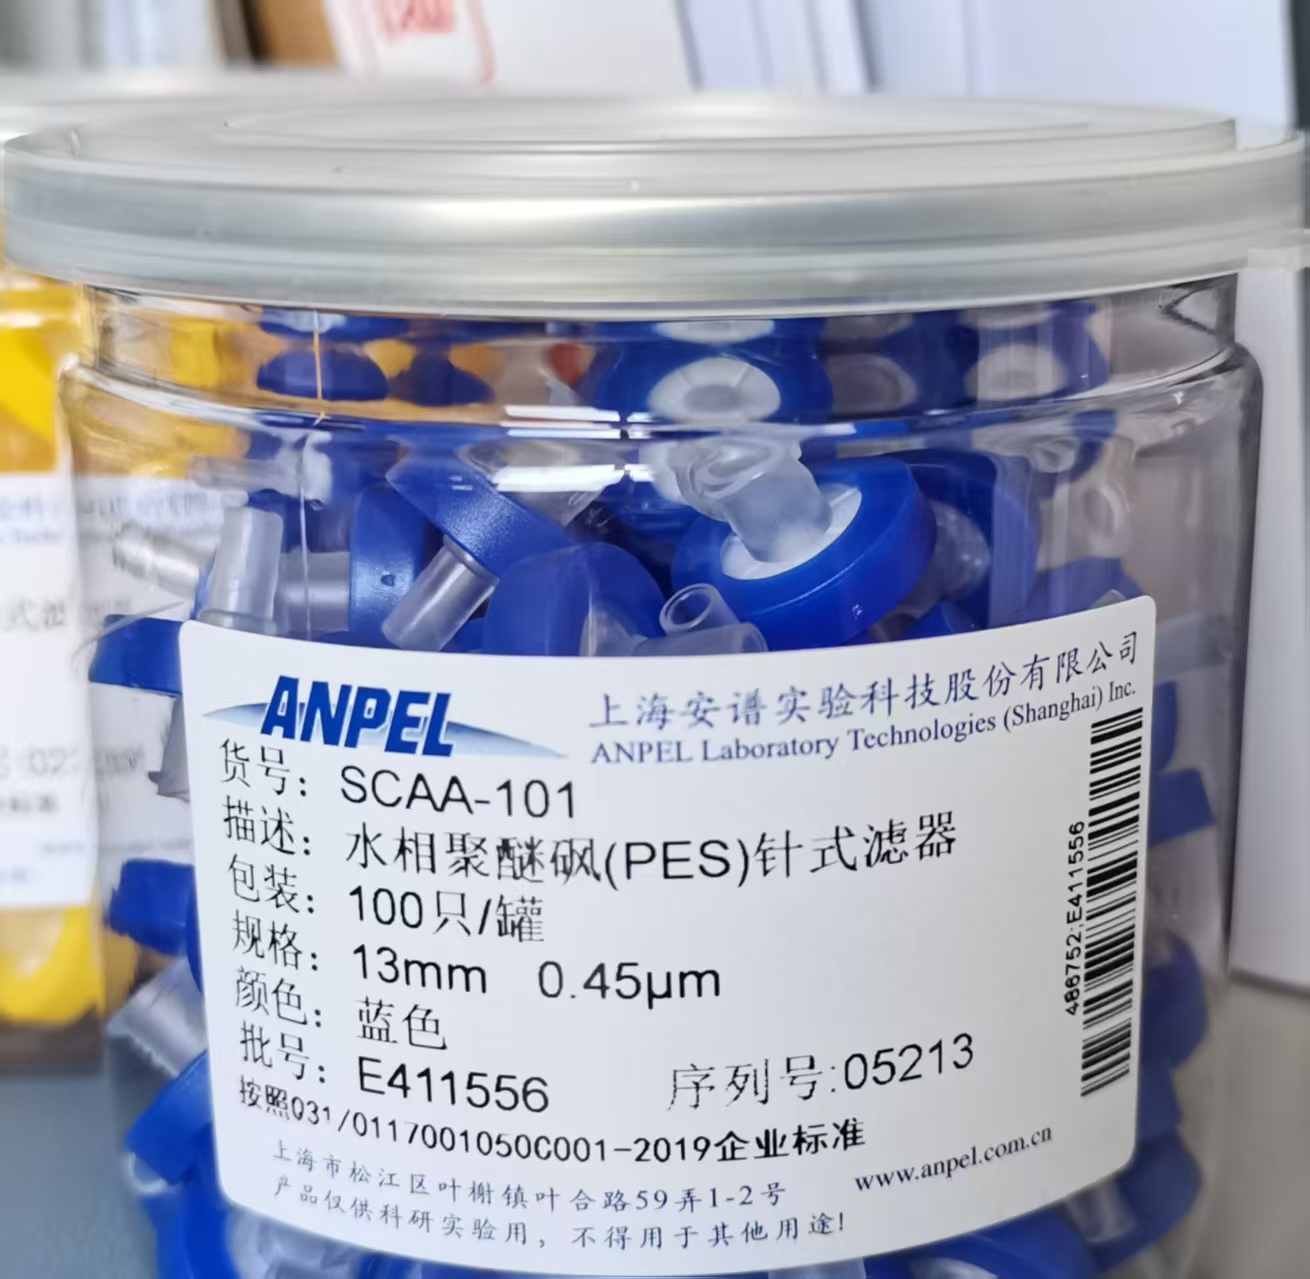 ANPEL
上海安谱实验科技股份有限公司
ANPEL Laboratory Technologies (Shanghai) Inc.
货号: SCAA-101
描述: 水相聚醚砜(PES)针式滤器
包装: 100只/罐
规格: 13mm 0.45μm
颜色: 蓝色
批号: E411556 序列号:05213
按照Q31/0117001050C001-2019企业标准
上海市松江区叶榭镇叶合路59弄1-2号
www.anpel.com.cn
产品仅供科研实验用，不得用于其他用途!
486752;E411556